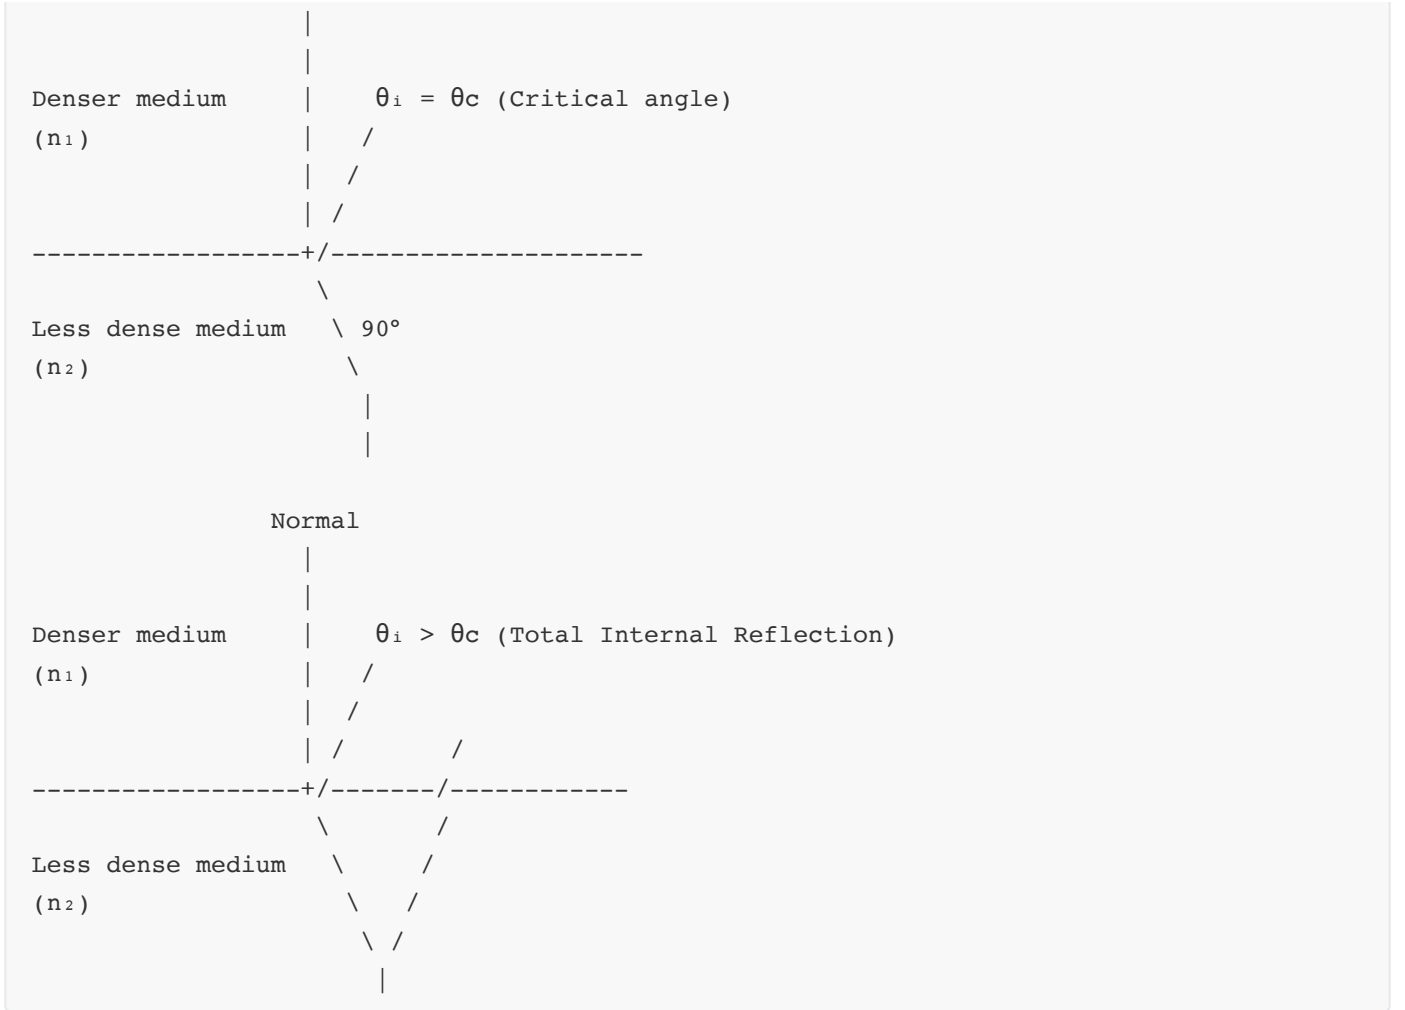 |
|
Denser medium | θᵢ = θc (Critical angle)
(n₁) | /
| /
| /
------------------+/---------------------
\
Less dense medium \ 90°
(n₂) \
|
|
Normal
|
|
Denser medium | θᵢ > θc (Total Internal Reflection)
(n₁) | /
| /
| / /
------------------+/-------/------------
\ /
Less dense medium \ /
(n₂) \ /
\ /
|